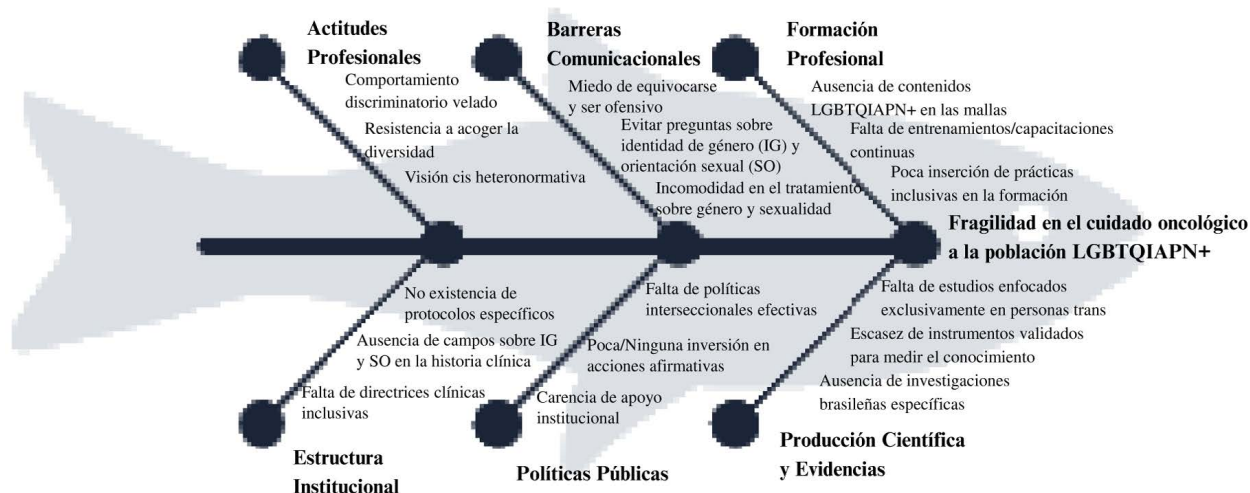 Actitudes
Profesionales
Comportamiento
discriminatorio velado
Resistencia a acoger la
diversidad
Visión cis heteronormativa
Barreras
Comunicacionales
Miedo de equivocarse
y ser ofensivo
Evitar preguntas sobre
identidad de género (IG) y
orientación sexual (SO)
Incomodidad en el tratamiento
sobre género y sexualidad
Formación
Profesional
Ausencia de contenidos
LGBTQIAPN+ en las mallas
Falta de entrenamientos/capacitaciones
continuas
Poca inserción de prácticas
inclusivas en la formación
Fragilidad en el cuidado oncológico
a la población LGBTQIAPN+
No existencia de
protocolos específicos
Ausencia de campos sobre IG
y SO en la historia clínica
Falta de directrices clínicas
inclusivas
Estructura
Institucional
Falta de políticas
interseccionales efectivas
Poca/Ninguna inversión en
acciones afirmativas
Carencia de apoyo
institucional
Políticas Públicas
Falta de estudios enfocados
exclusivamente en personas trans
Escasez de instrumentos validados
para medir el conocimiento
Ausencia de investigaciones
brasileñas específicas
Producción Científica
y Evidencias